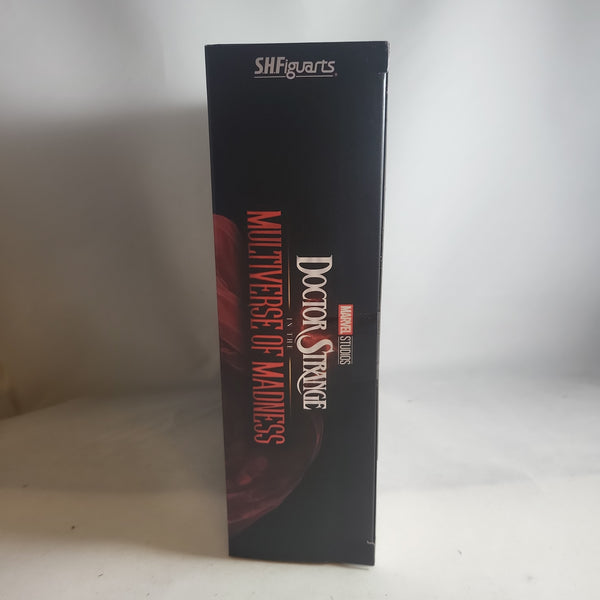 S.H.Figuarts
MARVEL STUDIOS
DOCTOR STRANGE
IN THE
MULTIVERSE OF MADNESS